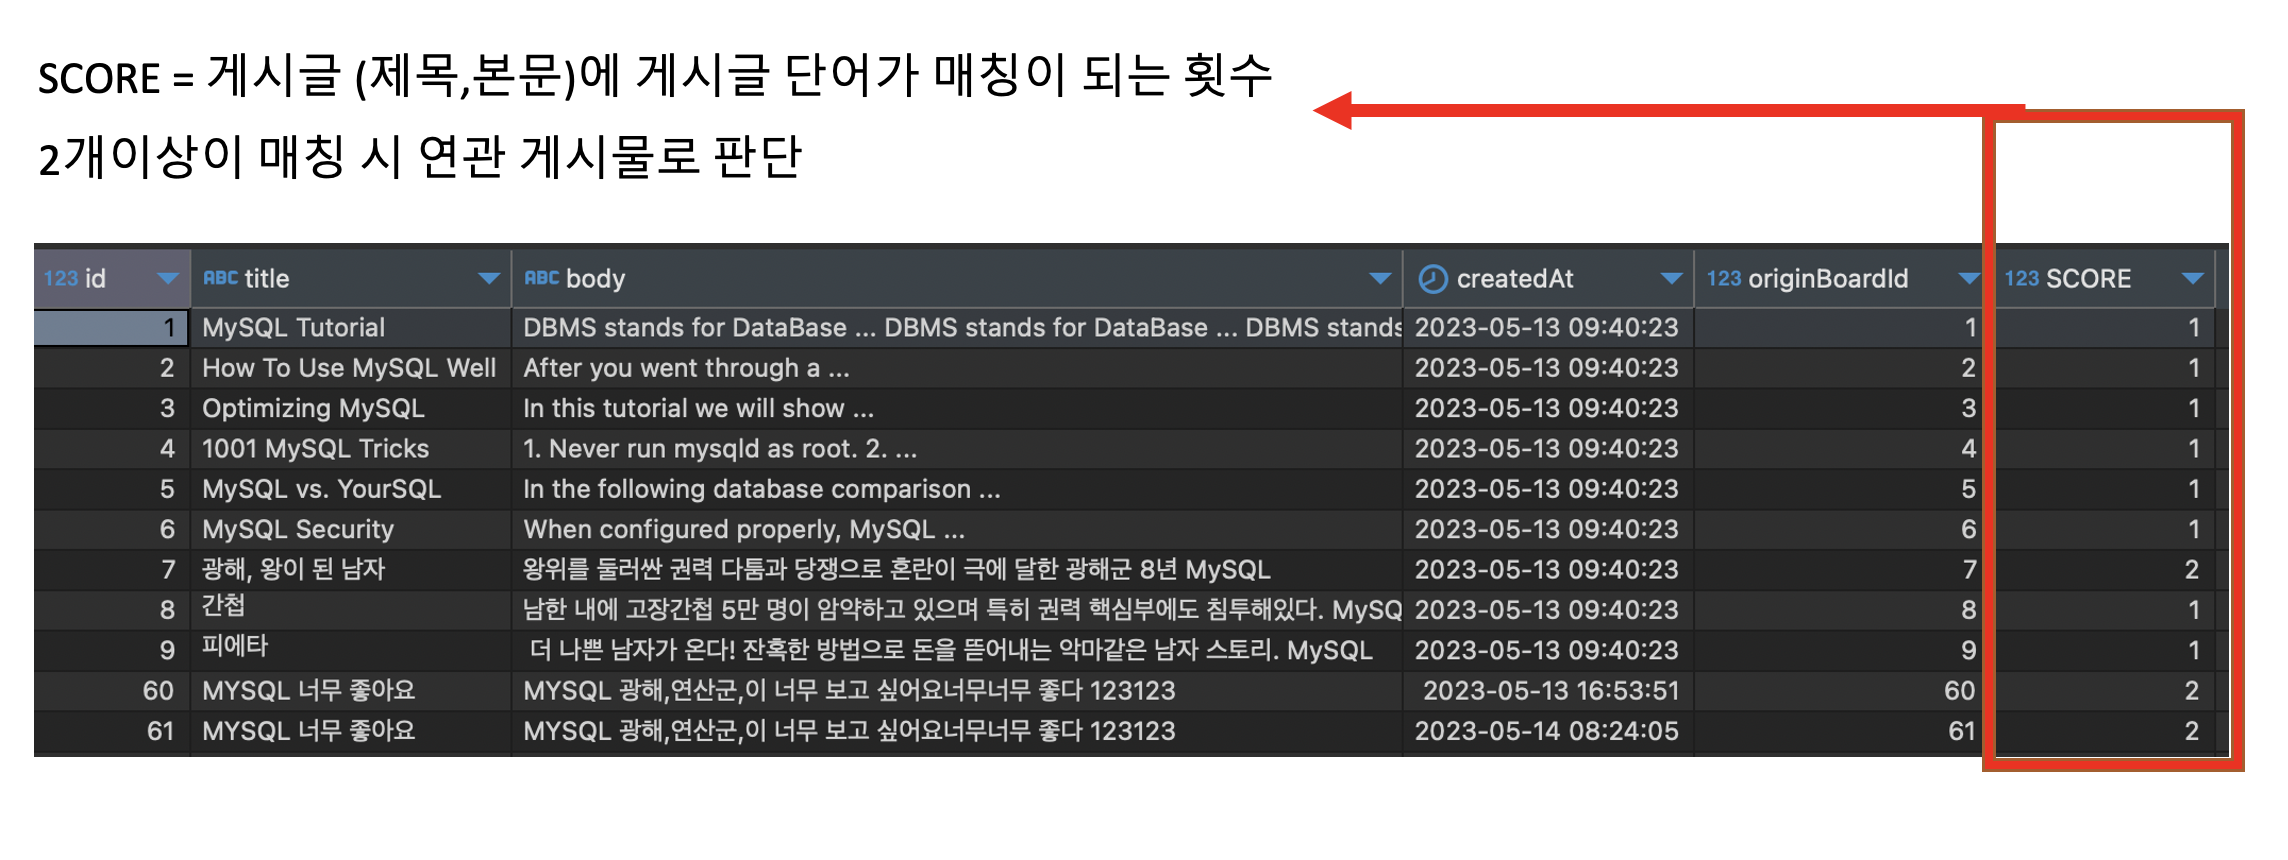 SCORE = 게시글 (제목,본문)에 게시글 단어가 매칭이 되는 횟수
2개이상이 매칭 시 연관 게시물로 판단
123 id ABC title ABC body createdAt 123 originBoardId 123 SCORE
1 MySQL Tutorial DBMS stands for DataBase ... DBMS stands for DataBase ... DBMS stands 2023-05-13 09:40:23 1 1
2 How To Use MySQL Well After you went through a ... 2023-05-13 09:40:23 2 1
3 Optimizing MySQL In this tutorial we will show ... 2023-05-13 09:40:23 3 1
4 1001 MySQL Tricks 1. Never run mysqld as root. 2. ... 2023-05-13 09:40:23 4 1
5 MySQL vs. YourSQL In the following database comparison ... 2023-05-13 09:40:23 5 1
6 MySQL Security When configured properly, MySQL ... 2023-05-13 09:40:23 6 1
7 광해, 왕이 된 남자 왕위를 둘러싼 권력 다툼과 당쟁으로 혼란이 극에 달한 광해군 8년 MySQL 2023-05-13 09:40:23 7 2
8 간첩 남한 내에 고장간첩 5만 명이 암약하고 있으며 특히 권력 핵심부에도 침투해있다. MySQ 2023-05-13 09:40:23 8 1
9 피에타 더 나쁜 남자가 온다! 잔혹한 방법으로 돈을 뜯어내는 악마같은 남자 스토리. MySQL 2023-05-13 09:40:23 9 1
60 MYSQL 너무 좋아요 MYSQL 광해,연산군,이 너무 보고 싶어요너무너무 좋다 123123 2023-05-13 16:53:51 60 2
61 MYSQL 너무 좋아요 MYSQL 광해,연산군,이 너무 보고 싶어요너무너무 좋다 123123 2023-05-14 08:24:05 61 2